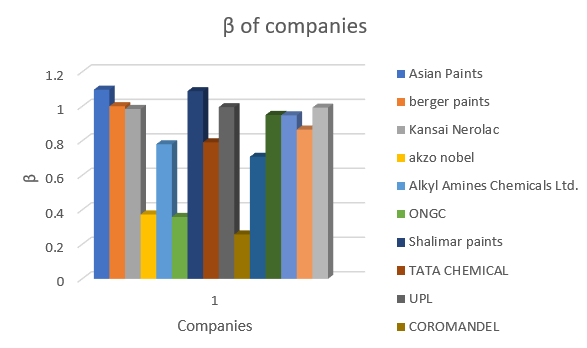 β of companies
1.2
1
0.8
0.6
0.4
0.2
0
β
1
Companies
Asian Paints
berger paints
Kansai Nerolac
akzo nobel
Alkyl Amines Chemicals Ltd.
ONGC
Shalimar paints
TATA CHEMICAL
UPL
COROMANDEL